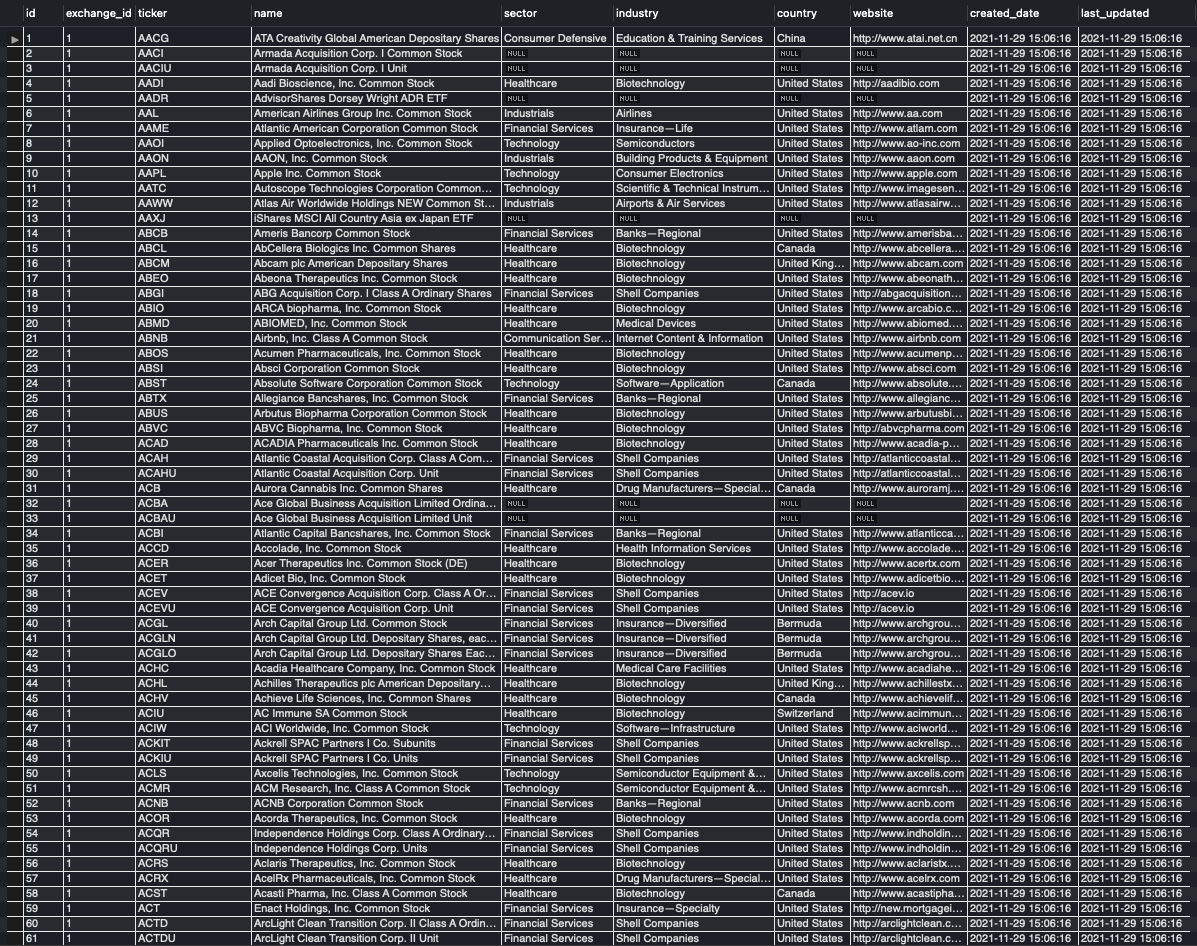 id exchange_id ticker name sector industry country website created_date last_updated
1 1 AACG ATA Creativity Global American Depositary Shares Consumer Defensive Education & Training Services China http://www.atai.net.cn 2021-11-29 15:06:16 2021-11-29 15:06:16
2 1 AACI Armada Acquisition Corp. I Common Stock NULL NULL NULL NULL 2021-11-29 15:06:16 2021-11-29 15:06:16
3 1 AACIU Armada Acquisition Corp. I Unit NULL NULL NULL NULL 2021-11-29 15:06:16 2021-11-29 15:06:16
4 1 AADI Aadi Bioscience, Inc. Common Stock Healthcare Biotechnology United States http://aadibio.com 2021-11-29 15:06:16 2021-11-29 15:06:16
5 1 AADR AdvisorShares Dorsey Wright ADR ETF NULL NULL NULL NULL 2021-11-29 15:06:16 2021-11-29 15:06:16
6 1 AAL American Airlines Group Inc. Common Stock Industrials Airlines United States http://www.aa.com 2021-11-29 15:06:16 2021-11-29 15:06:16
7 1 AAME Atlantic American Corporation Common Stock Financial Services Insurance—Life United States http://www.atlam.com 2021-11-29 15:06:16 2021-11-29 15:06:16
8 1 AAOI Applied Optoelectronics, Inc. Common Stock Technology Semiconductors United States http://www.ao-inc.com 2021-11-29 15:06:16 2021-11-29 15:06:16
9 1 AAON AAON, Inc. Common Stock Industrials Building Products & Equipment United States http://www.aaon.com 2021-11-29 15:06:16 2021-11-29 15:06:16
10 1 AAPL Apple Inc. Common Stock Technology Consumer Electronics United States http://www.apple.com 2021-11-29 15:06:16 2021-11-29 15:06:16
11 1 AATC Autoscope Technologies Corporation Common... Technology Scientific & Technical Instrum... United States http://www.imagesen... 2021-11-29 15:06:16 2021-11-29 15:06:16
12 1 AAWW Atlas Air Worldwide Holdings NEW Common St... Industrials Airports & Air Services United States http://www.atlasairw... 2021-11-29 15:06:16 2021-11-29 15:06:16
13 1 AAXJ iShares MSCI All Country Asia ex Japan ETF NULL NULL NULL NULL 2021-11-29 15:06:16 2021-11-29 15:06:16
14 1 ABCB Ameris Bancorp Common Stock Financial Services Banks—Regional United States http://www.amerisba... 2021-11-29 15:06:16 2021-11-29 15:06:16
15 1 ABCL AbCellera Biologics Inc. Common Shares Healthcare Biotechnology Canada http://www.abcellera.... 2021-11-29 15:06:16 2021-11-29 15:06:16
16 1 ABCM Abcam plc American Depositary Shares Healthcare Biotechnology United King... http://www.abcam.com 2021-11-29 15:06:16 2021-11-29 15:06:16
17 1 ABEO Abeona Therapeutics Inc. Common Stock Healthcare Biotechnology United States http://www.abeonath... 2021-11-29 15:06:16 2021-11-29 15:06:16
18 1 ABGI ABG Acquisition Corp. I Class A Ordinary Shares Financial Services Shell Companies United States http://abgacquisition... 2021-11-29 15:06:16 2021-11-29 15:06:16
19 1 ABIO ARCA biopharma, Inc. Common Stock Healthcare Biotechnology United States http://www.arcabio.c... 2021-11-29 15:06:16 2021-11-29 15:06:16
20 1 ABMD ABIOMED, Inc. Common Stock Healthcare Medical Devices United States http://www.abiomed.... 2021-11-29 15:06:16 2021-11-29 15:06:16
21 1 ABNB Airbnb, Inc. Class A Common Stock Communication Ser... Internet Content & Information United States http://www.airbnb.com 2021-11-29 15:06:16 2021-11-29 15:06:16
22 1 ABOS Acumen Pharmaceuticals, Inc. Common Stock Healthcare Biotechnology United States http://www.acumenp... 2021-11-29 15:06:16 2021-11-29 15:06:16
23 1 ABSI Absci Corporation Common Stock Healthcare Biotechnology United States http://www.absci.com 2021-11-29 15:06:16 2021-11-29 15:06:16
24 1 ABST Absolute Software Corporation Common Stock Technology Software—Application Canada http://www.absolute.... 2021-11-29 15:06:16 2021-11-29 15:06:16
25 1 ABTX Allegiance Bancshares, Inc. Common Stock Financial Services Banks—Regional United States http://www.allegianc... 2021-11-29 15:06:16 2021-11-29 15:06:16
26 1 ABUS Arbutus Biopharma Corporation Common Stock Healthcare Biotechnology United States http://www.arbutusbi... 2021-11-29 15:06:16 2021-11-29 15:06:16
27 1 ABVC ABVC Biopharma, Inc. Common Stock Healthcare Biotechnology United States http://abvcpharma.com 2021-11-29 15:06:16 2021-11-29 15:06:16
28 1 ACAD ACADIA Pharmaceuticals Inc. Common Stock Healthcare Biotechnology United States http://www.acadia-p... 2021-11-29 15:06:16 2021-11-29 15:06:16
29 1 ACAH Atlantic Coastal Acquisition Corp. Class A Com... Financial Services Shell Companies United States http://atlanticcoastal... 2021-11-29 15:06:16 2021-11-29 15:06:16
30 1 ACAHU Atlantic Coastal Acquisition Corp. Unit Financial Services Shell Companies United States http://atlanticcoastal... 2021-11-29 15:06:16 2021-11-29 15:06:16
31 1 ACB Aurora Cannabis Inc. Common Shares Healthcare Drug Manufacturers—Special... Canada http://www.auroramj.... 2021-11-29 15:06:16 2021-11-29 15:06:16
32 1 ACBA Ace Global Business Acquisition Limited Ordina... NULL NULL NULL NULL 2021-11-29 15:06:16 2021-11-29 15:06:16
33 1 ACBAU Ace Global Business Acquisition Limited Unit NULL NULL NULL NULL 2021-11-29 15:06:16 2021-11-29 15:06:16
34 1 ACBI Atlantic Capital Bancshares, Inc. Common Stock Financial Services Banks—Regional United States http://www.atlanticca... 2021-11-29 15:06:16 2021-11-29 15:06:16
35 1 ACCD Accolade, Inc. Common Stock Healthcare Health Information Services United States http://www.accolade.... 2021-11-29 15:06:16 2021-11-29 15:06:16
36 1 ACER Acer Therapeutics Inc. Common Stock (DE) Healthcare Biotechnology United States http://www.acertx.com 2021-11-29 15:06:16 2021-11-29 15:06:16
37 1 ACET Adicet Bio, Inc. Common Stock Healthcare Biotechnology United States http://www.adicetbio.... 2021-11-29 15:06:16 2021-11-29 15:06:16
38 1 ACEV ACE Convergence Acquisition Corp. Class A Or... Financial Services Shell Companies United States http://acev.io 2021-11-29 15:06:16 2021-11-29 15:06:16
39 1 ACEVU ACE Convergence Acquisition Corp. Unit Financial Services Shell Companies United States http://acev.io 2021-11-29 15:06:16 2021-11-29 15:06:16
40 1 ACGL Arch Capital Group Ltd. Common Stock Financial Services Insurance—Diversified Bermuda http://www.archgrou... 2021-11-29 15:06:16 2021-11-29 15:06:16
41 1 ACGLN Arch Capital Group Ltd. Depositary Shares, eac... Financial Services Insurance—Diversified Bermuda http://www.archgrou... 2021-11-29 15:06:16 2021-11-29 15:06:16
42 1 ACGLO Arch Capital Group Ltd. Depositary Shares Eac... Financial Services Insurance—Diversified Bermuda http://www.archgrou... 2021-11-29 15:06:16 2021-11-29 15:06:16
43 1 ACHC Acadia Healthcare Company, Inc. Common Stock Healthcare Medical Care Facilities United States http://www.acadiahe... 2021-11-29 15:06:16 2021-11-29 15:06:16
44 1 ACHL Achilles Therapeutics plc American Depositary... Healthcare Biotechnology United King... http://www.achillestx... 2021-11-29 15:06:16 2021-11-29 15:06:16
45 1 ACHV Achieve Life Sciences, Inc. Common Shares Healthcare Biotechnology Canada http://www.achievelif... 2021-11-29 15:06:16 2021-11-29 15:06:16
46 1 ACIU AC Immune SA Common Stock Healthcare Biotechnology Switzerland http://www.acimmun... 2021-11-29 15:06:16 2021-11-29 15:06:16
47 1 ACIW ACI Worldwide, Inc. Common Stock Technology Software—Infrastructure United States http://www.aciworld... 2021-11-29 15:06:16 2021-11-29 15:06:16
48 1 ACKIT Ackrell SPAC Partners I Co. Subunits Financial Services Shell Companies United States http://www.ackrellsp... 2021-11-29 15:06:16 2021-11-29 15:06:16
49 1 ACKIU Ackrell SPAC Partners I Co. Units Financial Services Shell Companies United States http://www.ackrellsp... 2021-11-29 15:06:16 2021-11-29 15:06:16
50 1 ACLS Axcelis Technologies, Inc. Common Stock Technology Semiconductor Equipment &... United States http://www.axcelis.com 2021-11-29 15:06:16 2021-11-29 15:06:16
51 1 ACMR ACM Research, Inc. Class A Common Stock Technology Semiconductor Equipment &... United States http://www.acmrcsh.... 2021-11-29 15:06:16 2021-11-29 15:06:16
52 1 ACNB ACNB Corporation Common Stock Financial Services Banks—Regional United States http://www.acnb.com 2021-11-29 15:06:16 2021-11-29 15:06:16
53 1 ACOR Acorda Therapeutics, Inc. Common Stock Healthcare Biotechnology United States http://www.acorda.com 2021-11-29 15:06:16 2021-11-29 15:06:16
54 1 ACQR Independence Holdings Corp. Class A Ordinary... Financial Services Shell Companies United States http://www.indholdin... 2021-11-29 15:06:16 2021-11-29 15:06:16
55 1 ACQRU Independence Holdings Corp. Units Financial Services Shell Companies United States http://www.indholdin... 2021-11-29 15:06:16 2021-11-29 15:06:16
56 1 ACRS Aclaris Therapeutics, Inc. Common Stock Healthcare Biotechnology United States http://www.aclaristx.... 2021-11-29 15:06:16 2021-11-29 15:06:16
57 1 ACRX AcelRx Pharmaceuticals, Inc. Common Stock Healthcare Drug Manufacturers—Special... United States http://www.acelrx.com 2021-11-29 15:06:16 2021-11-29 15:06:16
58 1 ACST Acasti Pharma, Inc. Class A Common Stock Healthcare Biotechnology Canada http://www.acastipha... 2021-11-29 15:06:16 2021-11-29 15:06:16
59 1 ACT Enact Holdings, Inc. Common Stock Financial Services Insurance—Specialty United States http://new.mortgagei... 2021-11-29 15:06:16 2021-11-29 15:06:16
60 1 ACTD ArcLight Clean Transition Corp. II Class A Ordin... Financial Services Shell Companies United States http://arclightclean.c... 2021-11-29 15:06:16 2021-11-29 15:06:16
61 1 ACTDU ArcLight Clean Transition Corp. II Unit Financial Services Shell Companies United States http://arclightclean.c... 2021-11-29 15:06:16 2021-11-29 15:06:16